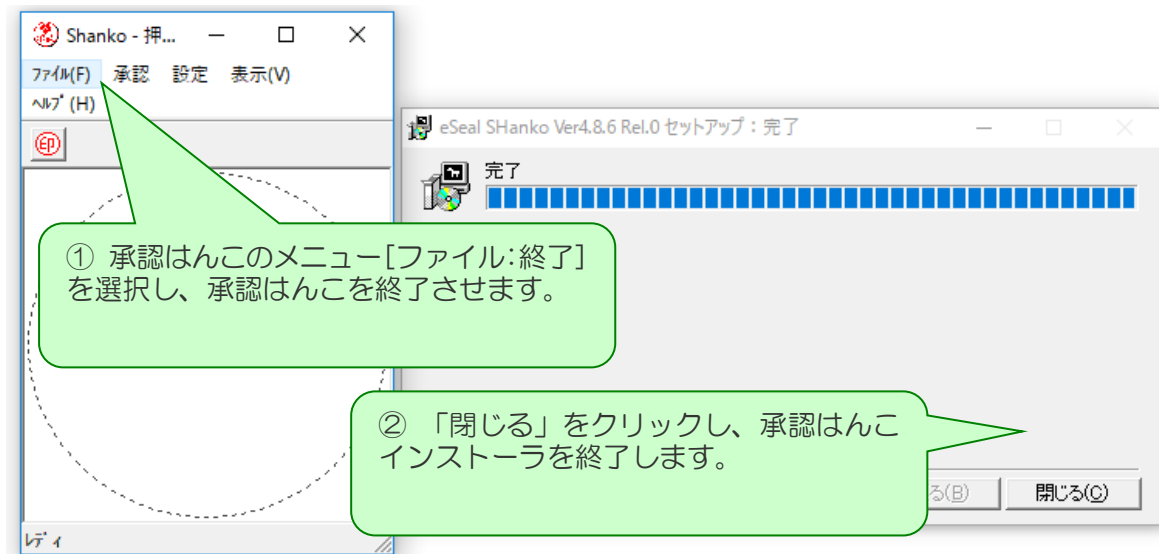 Shanko - 押...
ﾌｧｲﾙ(F) 承認 設定 表示(V)
ﾍﾙﾌﾟ(H)
印
eSeal SHanko Ver4.8.6 Rel.0 セットアップ：完了
完了
① 承認はんこのメニュー[ファイル:終了]
を選択し、承認はんこを終了させます。
② 「閉じる」をクリックし、承認はんこ
インストーラを終了します。
る(B) 閉じる(C)
ﾚﾃﾞｨ